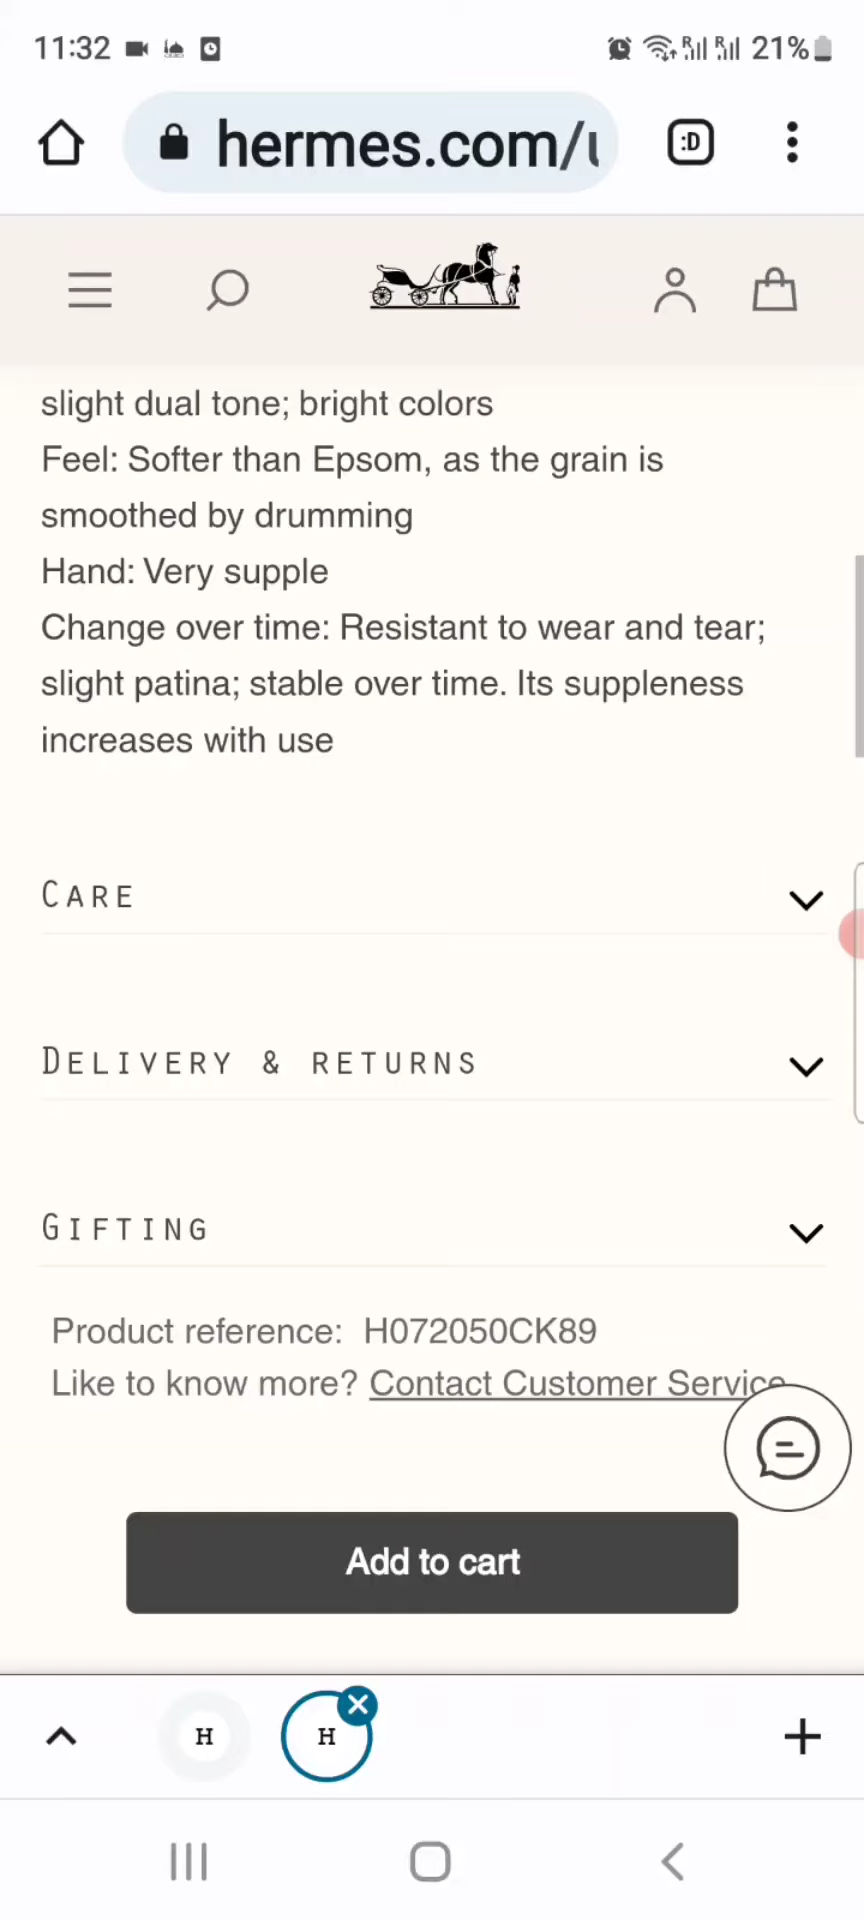 11:32
21%
hermes.com/
:D
slight dual tone; bright colors
Feel: Softer than Epsom, as the grain is
smoothed by drumming
Hand: Very supple
Change over time: Resistant to wear and tear;
slight patina; stable over time. Its suppleness
increases with use
CARE
DELIVERY & RETURNS
GIFTING
Product reference: H072050CK89
Like to know more? Contact Customer Service
Add to cart
H H